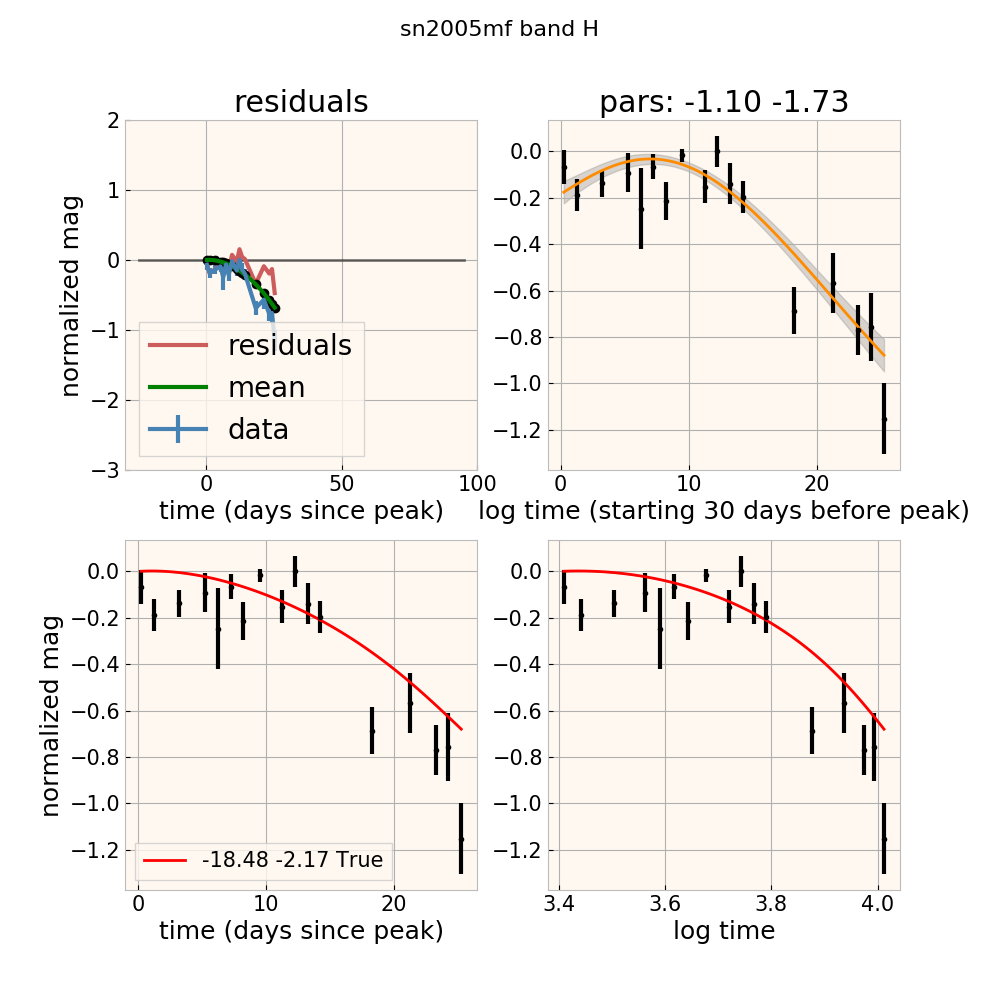 sn2005mf band H
residuals
pars: -1.10 -1.73
normalized mag
2
1
0
−1
−2
−3
residuals
mean
data
0 50 100
time (days since peak)
0.0
−0.2
−0.4
−0.6
−0.8
−1.0
−1.2
0 10 20
log time (starting 30 days before peak)
normalized mag
0.0
−0.2
−0.4
−0.6
−0.8
−1.0
−1.2
-18.48 -2.17 True
0 10 20
time (days since peak)
0.0
−0.2
−0.4
−0.6
−0.8
−1.0
−1.2
3.4 3.6 3.8 4.0
log time